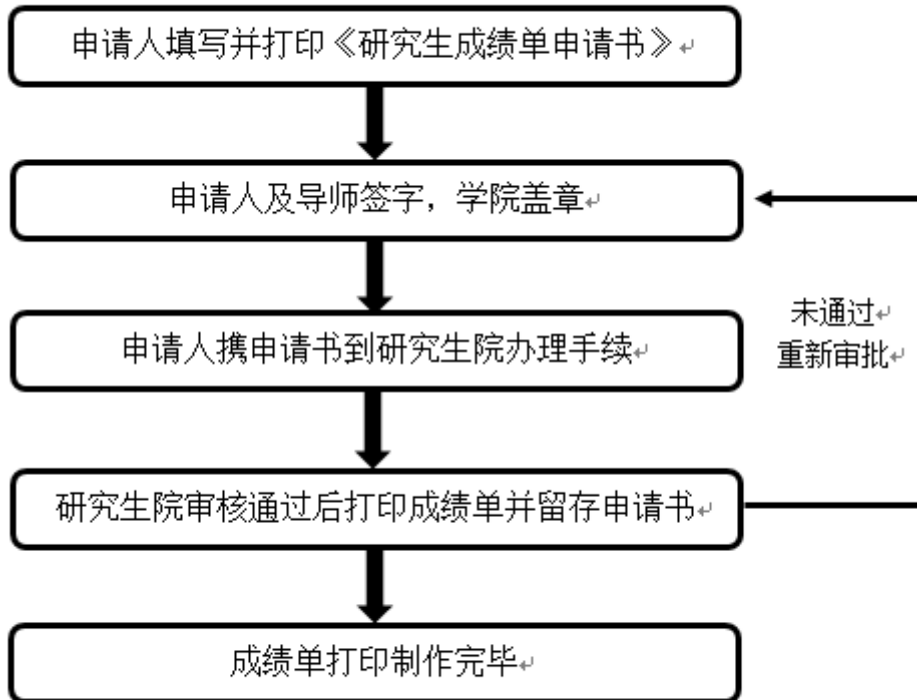 申请人填写并打印《研究生成绩单申请书》
申请人及导师签字，学院盖章
申请人携申请书到研究生院办理手续
未通过
重新审批
研究生院审核通过后打印成绩单并留存申请书
成绩单打印制作完毕